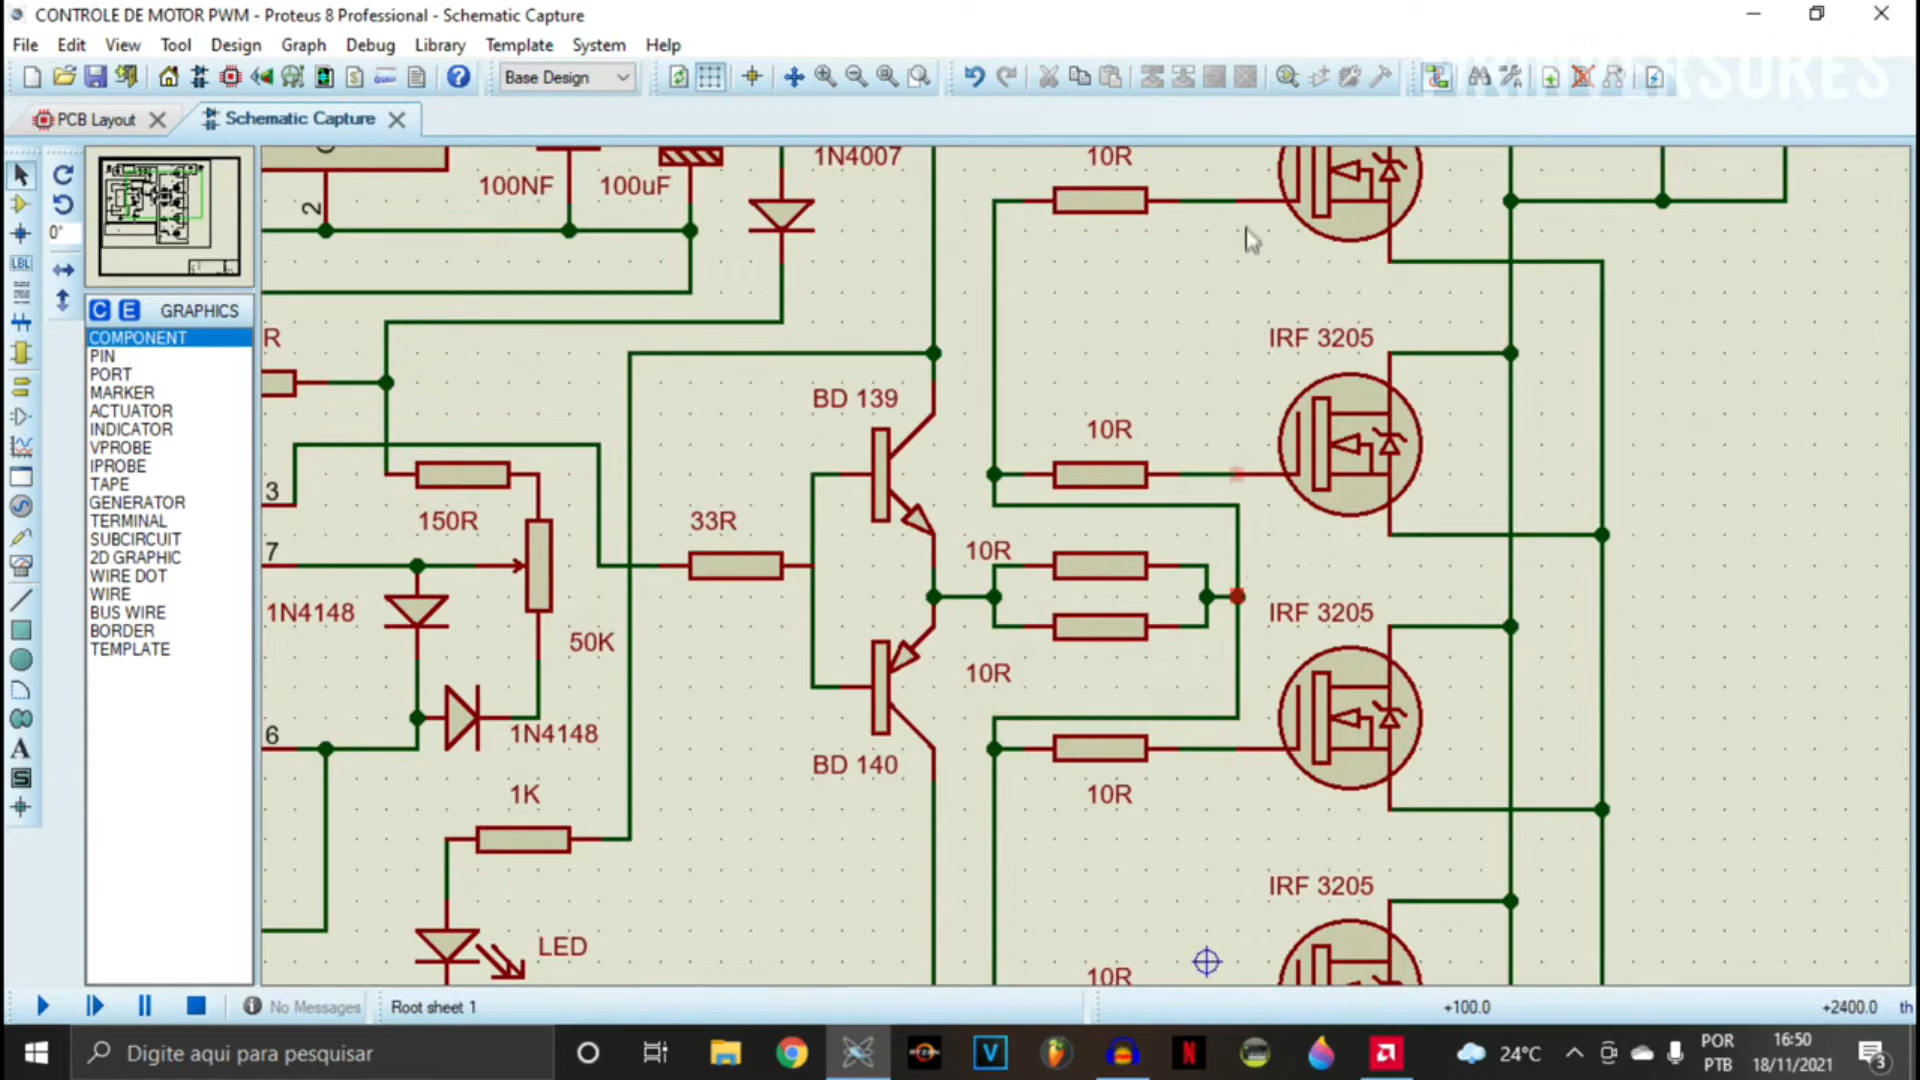 CONTROLE DE MOTOR PWM - Proteus 8 Professional - Schematic Capture
File Edit View Tool Design Graph Debug Library Template System Help
Base Design
PCB Layout Schematic Capture
0°
C E GRAPHICS
COMPONENT
PIN
PORT
MARKER
ACTUATOR
INDICATOR
VPROBE
IPROBE
TAPE
GENERATOR
TERMINAL
SUBCIRCUIT
2D GRAPHIC
WIRE DOT
WIRE
BUS WIRE
BORDER
TEMPLATE
LBL
A
S
2
100NF 100uF 1N4007 10R
R
IRF 3205
BD 139
10R
3
150R 33R
7
10R
1N4148
50K
IRF 3205
10R
6
1N4148
BD 140
1K
10R
IRF 3205
LED
10R
No Messages Root sheet 1 +100.0 +2400.0 th
Digite aqui para pesquisar
RYZEN
V
N
24°C
POR
PTB
16:50
18/11/2021
3